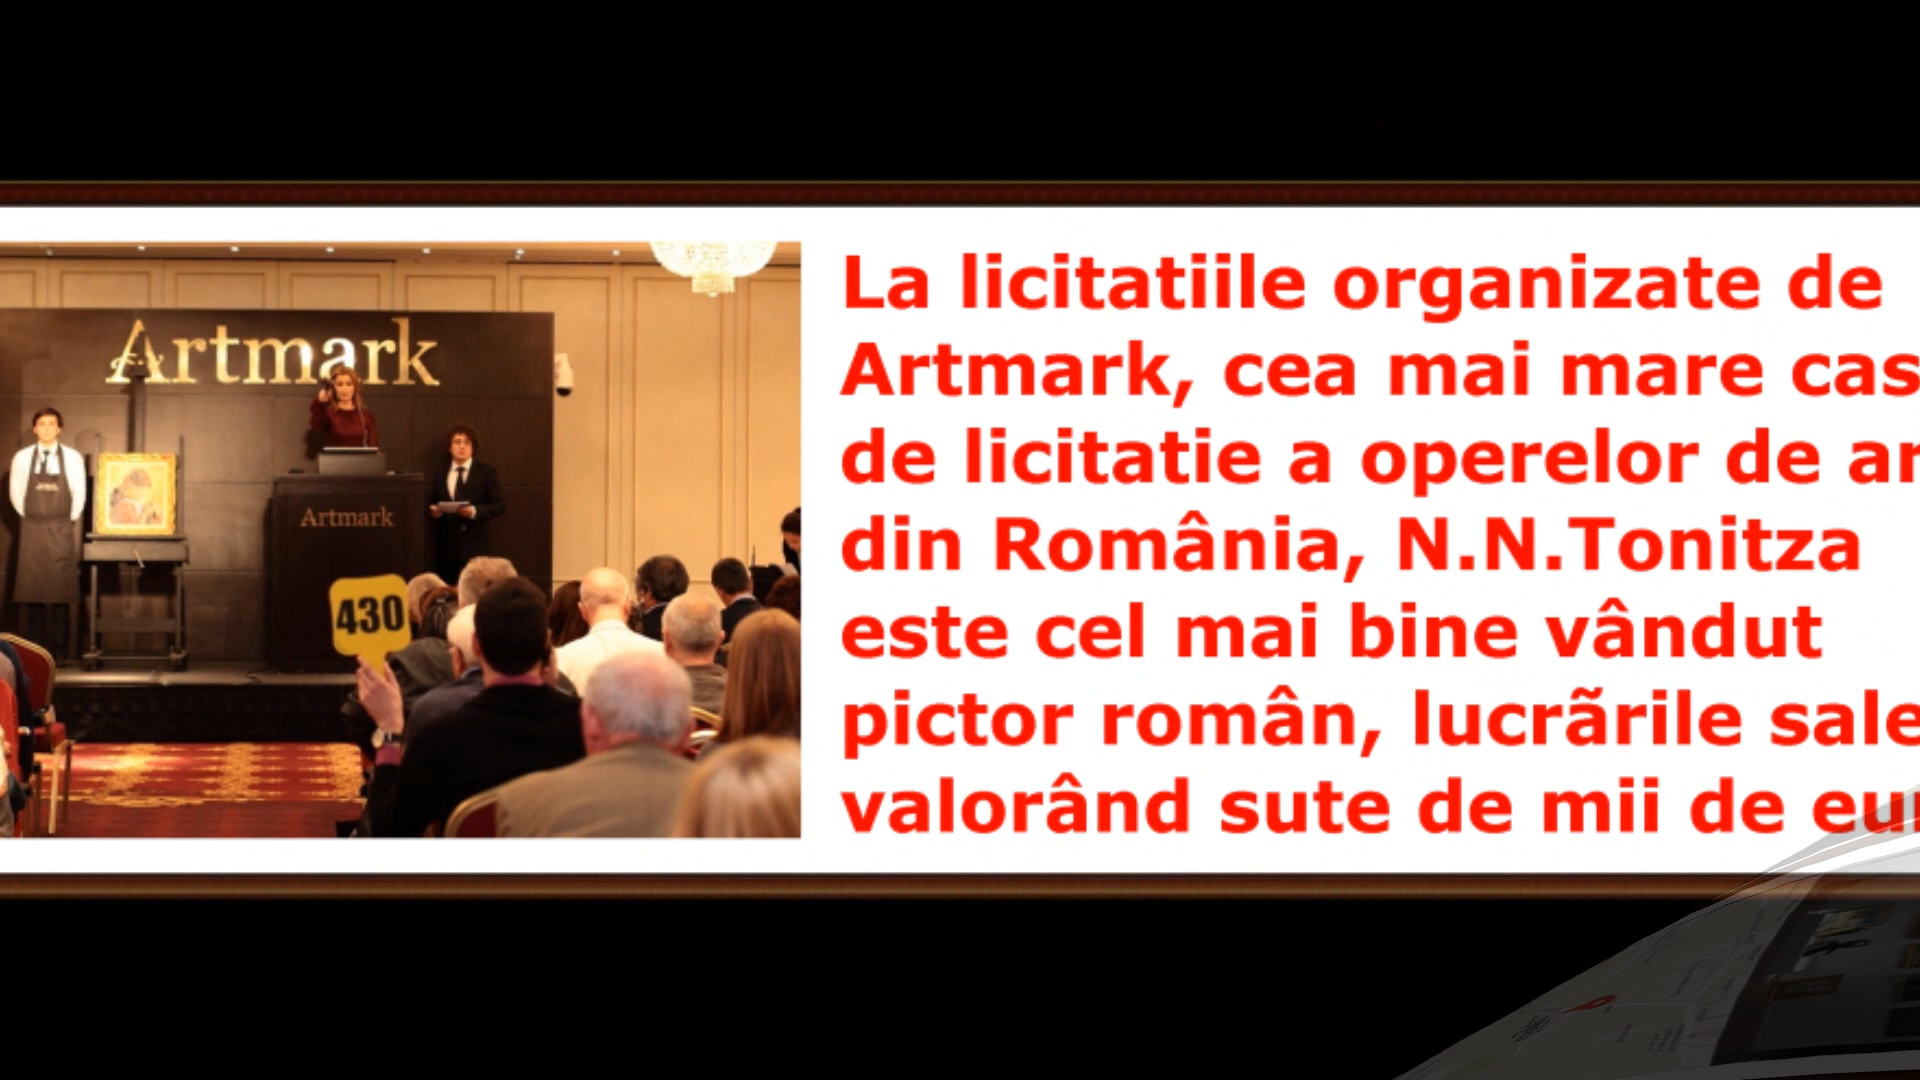 Artmark
Artmark
430
La licitatiile organizate de
Artmark, cea mai mare cas
de licitatie a operelor de ar
din România, N.N.Tonitza
este cel mai bine vândut
pictor român, lucrãrile sale
valorând sute de mii de eur